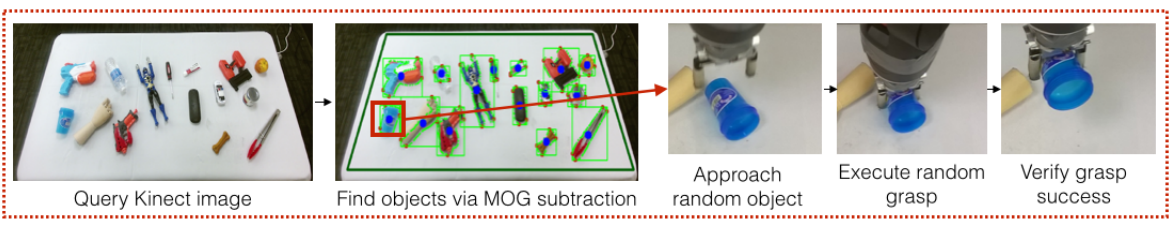 Query Kinect image
Find objects via MOG subtraction
Approach
random object
Execute random
grasp
Verify grasp
success